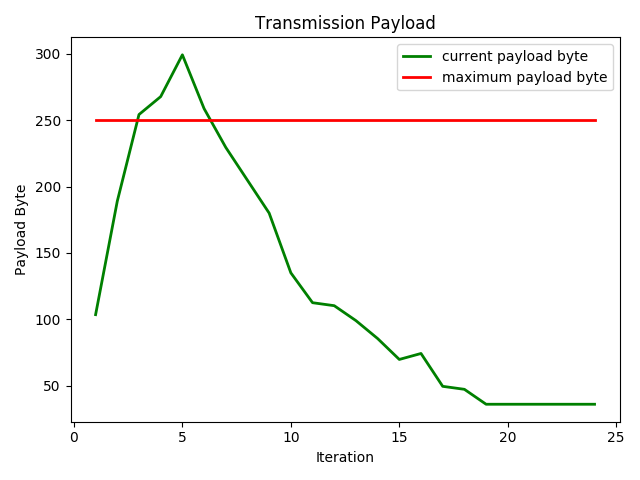 Transmission Payload
current payload byte
maximum payload byte
300
250
200
150
100
50
Payload Byte
0
5
10
15
20
25
Iteration